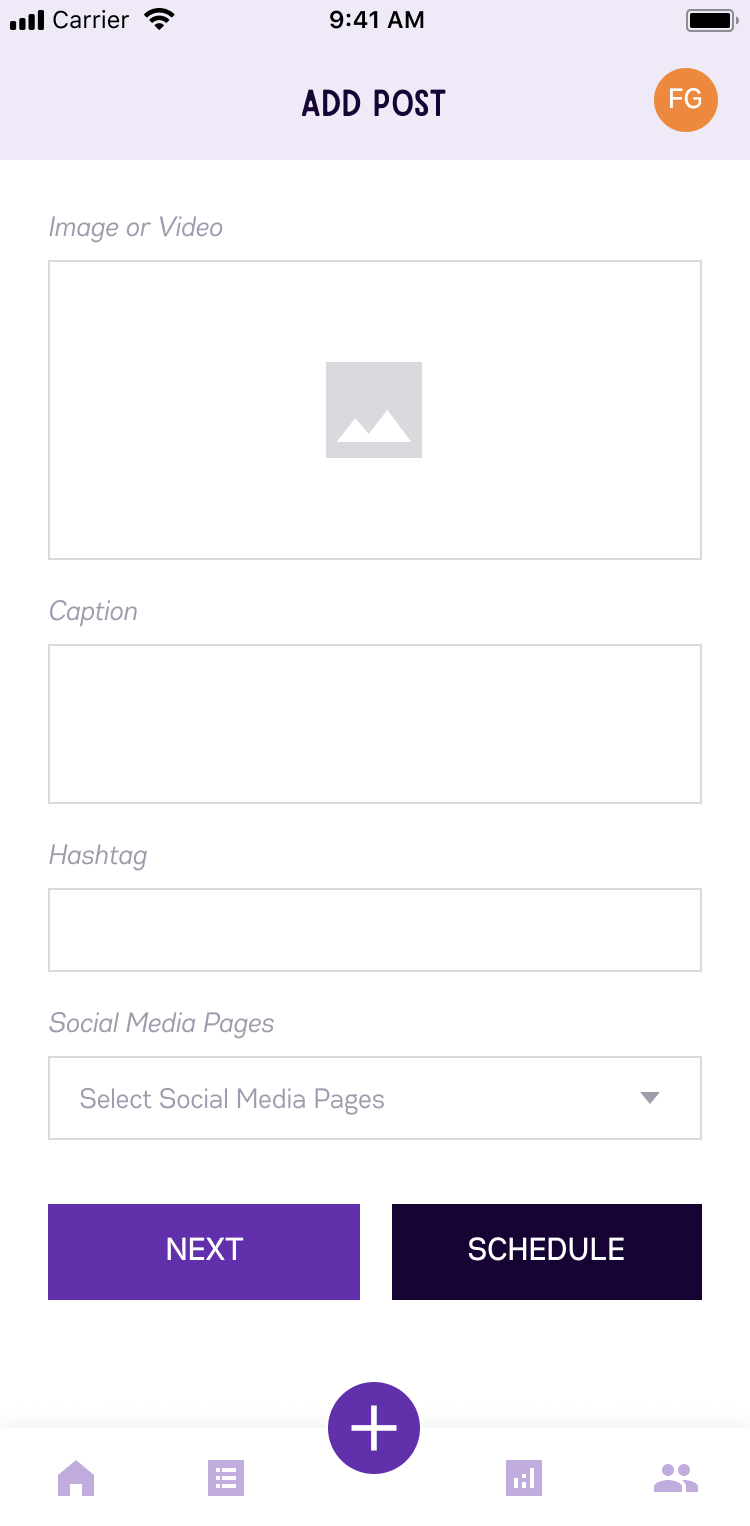 Carrier 9:41 AM
ADD POST
FG
Image or Video
Caption
Hashtag
Social Media Pages
Select Social Media Pages
NEXT
SCHEDULE